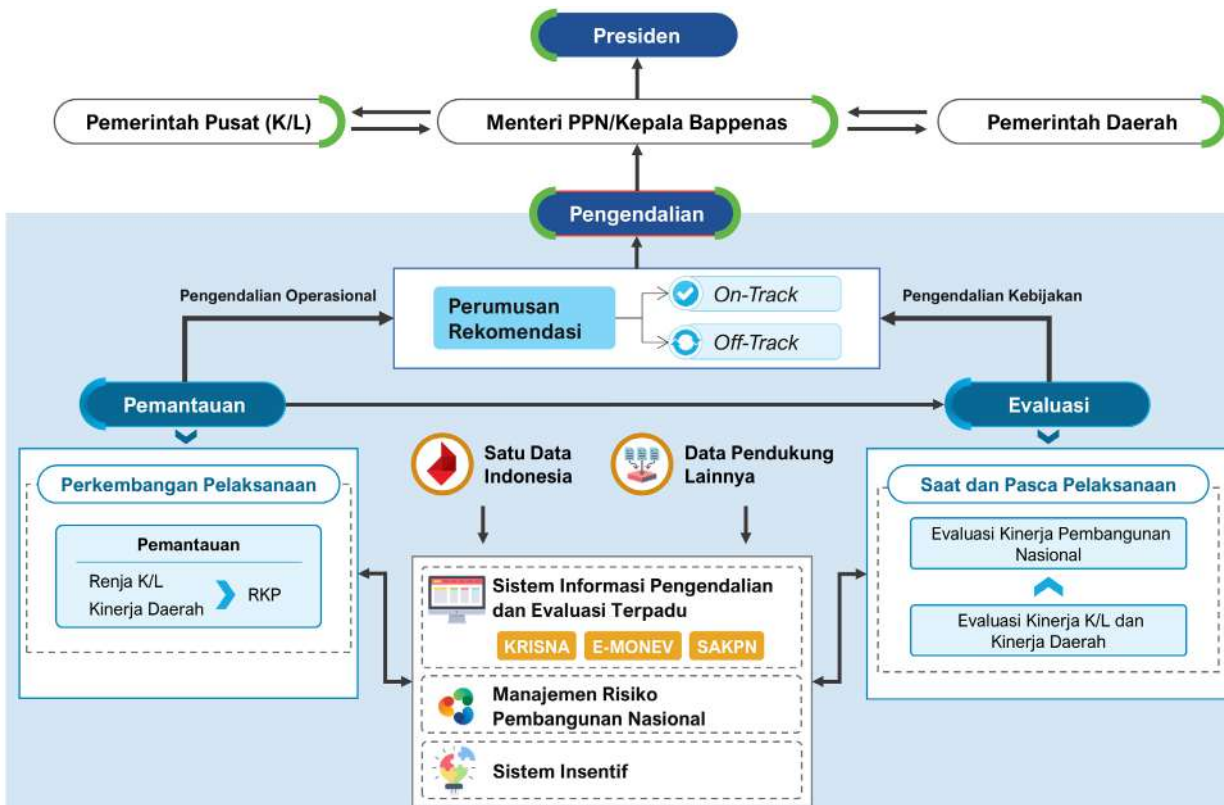 Presiden
Pemerintah Pusat (K/L)
Menteri PPN/Kepala Bappenas
Pemerintah Daerah
Pengendalian
Pengendalian Operasional
Perumusan
Rekomendasi
On-Track
Off-Track
Pengendalian Kebijakan
Pemantauan
Evaluasi
Perkembangan Pelaksanaan
Pemantauan
Renja K/L
Kinerja Daerah
RKP
Satu Data
Indonesia
Data Pendukung
Lainnya
Saat dan Pasca Pelaksanaan
Evaluasi Kinerja Pembangunan
Nasional
Evaluasi Kinerja K/L dan
Kinerja Daerah
Sistem Informasi Pengendalian
dan Evaluasi Terpadu
KRISNA
E-MONEV
SAKPN
Manajemen Risiko
Pembangunan Nasional
Sistem Insentif